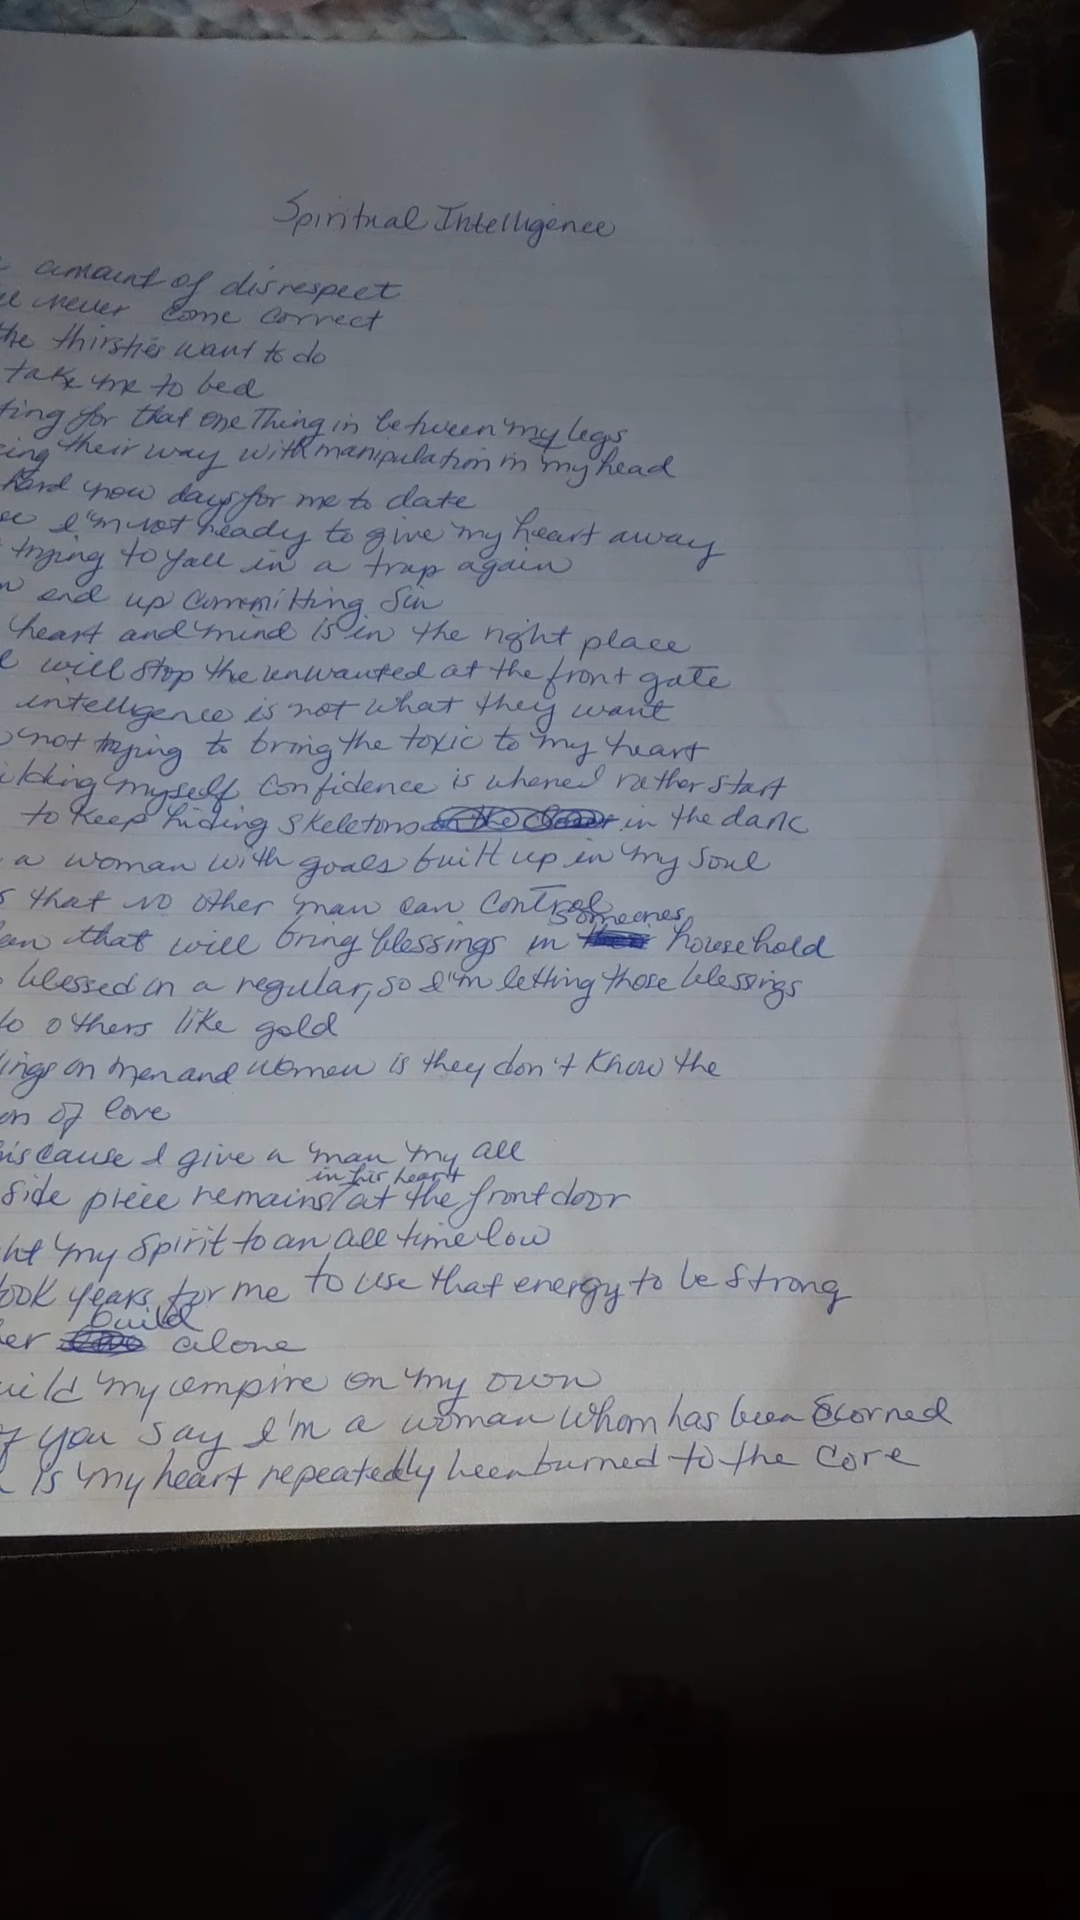 Spiritual Intelligence
amount of disrespect
never come correct
the thirsties want to do
take me to bed
ting for that one Thing in between my legs
cing their way with manipulation in my head
hard now days for me to date
se I'm not ready to give my heart away
trying to fall in a trap again
end up committing Sin
heart and mind is in the right place
will stop the unwanted at the front gate
intelligence is not what they want
not trying to bring the toxic to my heart
myself confidence is where I rather start
to keep hiding skeletons in the dark
a woman with goals built up in my soul
s that no other man can control
that will bring blessings in someones household
blessed on a regular, so I'm letting those blessings
to others like gold
ings on men and women is they don't know the
on of love
is cause I give a man my all
side piece remains in his heart at the front door
ht my Spirit to an all time low
ook years for me to use that energy to be Strong
er build alone
uild my empire on my own
f you say I'm a woman whom has been Scorned
is my heart repeatedly been burned to the core